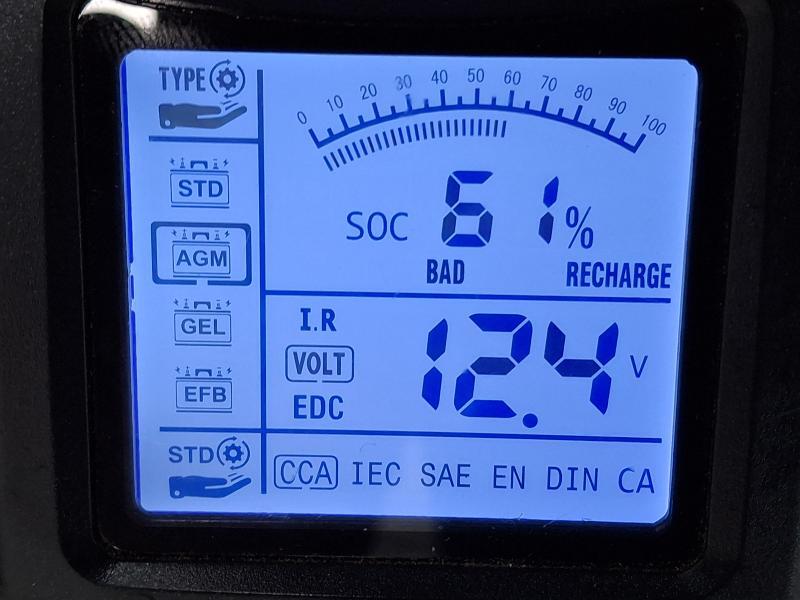 TYPE
0 10 20 30 40 50 60 70 80 90 100
STD
AGM
GEL
EFB
STD
SOC 61%
BAD RECHARGE
I.R
VOLT
EDC
12.4 V
CCA IEC SAE EN DIN CA